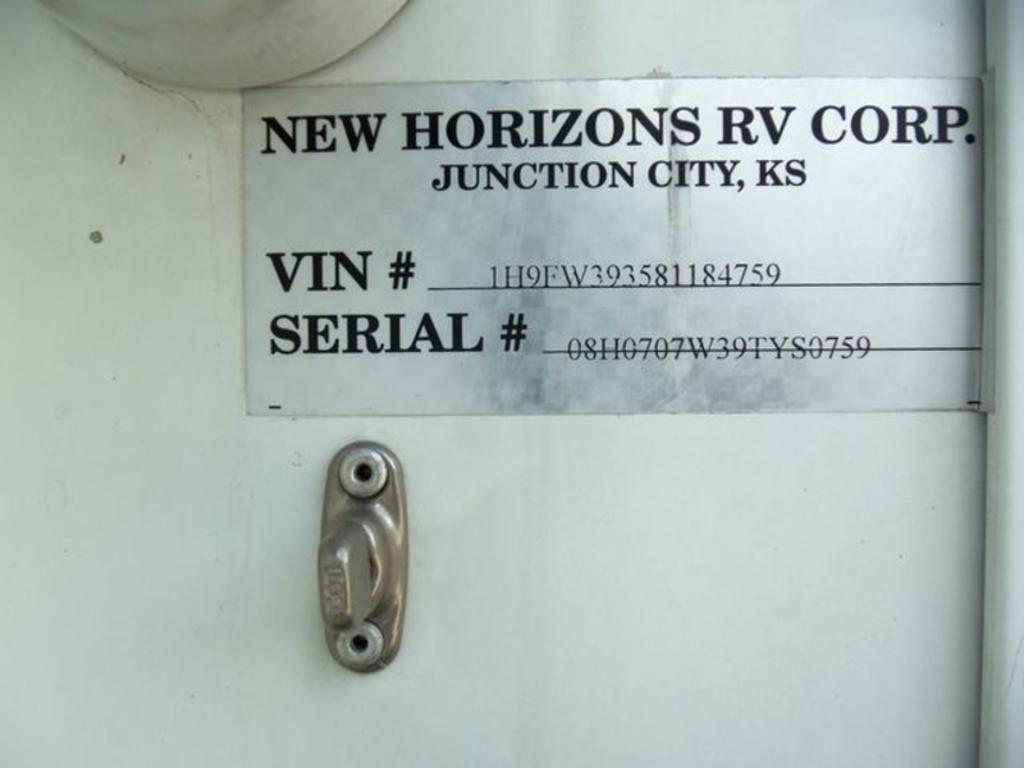 NEW HORIZONS RV CORP.
JUNCTION CITY, KS
VIN # 1H9FW393581184759
SERIAL # 08H0707W39TYS0759